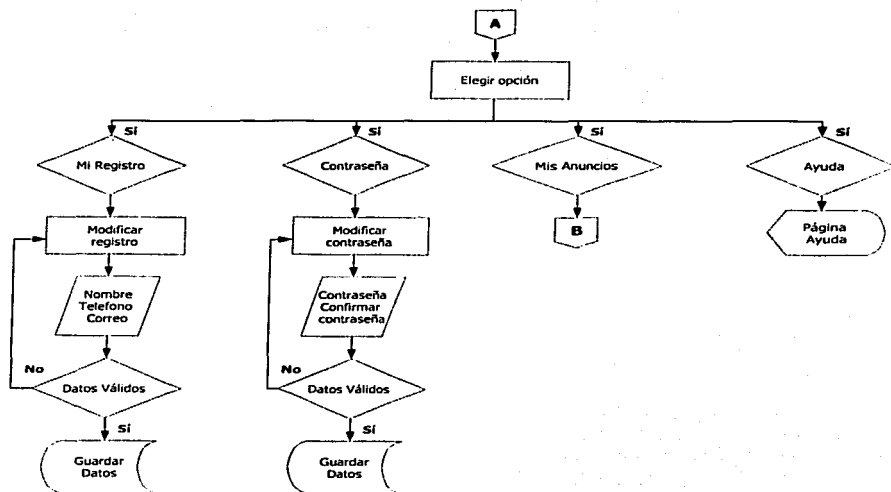 A
Elegir opción
Sí
Sí
Sí
Sí
Mi Registro
Contraseña
Mis Anuncios
Ayuda
Modificar
registro
Modificar
contraseña
B
Página
Ayuda
Nombre
Telefono
Correo
Contraseña
Confirmar
contraseña
No
Datos Válidos
No
Datos Válidos
Sí
Sí
Guardar
Datos
Guardar
Datos